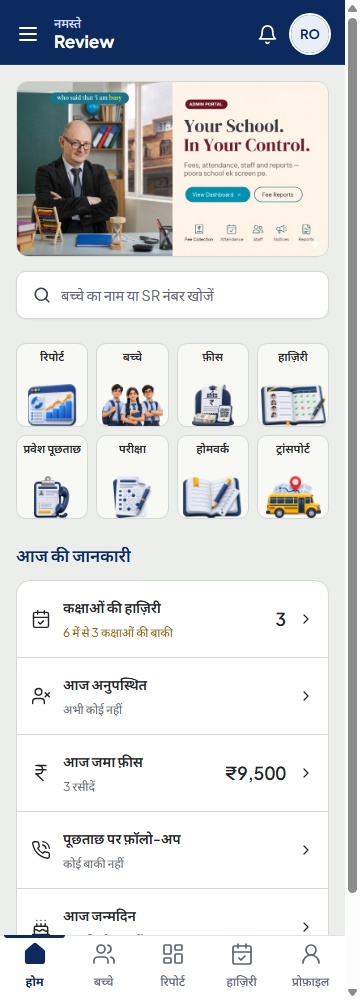 नमस्ते
Review
RO
who said that i am busy
ADMIN PORTAL
Your School.
In Your Control.
Fees, attendance, staff and reports —
poora school ek screen pe.
View Dashboard
Fee Reports
Fee Collection Attendance Staff Notices Reports
बच्चे का नाम या SR नंबर खोजें
रिपोर्ट बच्चे फ़ीस हाज़िरी
प्रवेश पूछताछ परीक्षा होमवर्क ट्रांसपोर्ट
आज की जानकारी
कक्षाओं की हाज़िरी
6 में से 3 कक्षाओं की बाकी
3
आज अनुपस्थित
अभी कोई नहीं
आज जमा फ़ीस
3 रसीदें
₹9,500
पूछताछ पर फ़ॉलो-अप
कोई बाकी नहीं
आज जन्मदिन
होम बच्चे रिपोर्ट हाज़िरी प्रोफ़ाइल